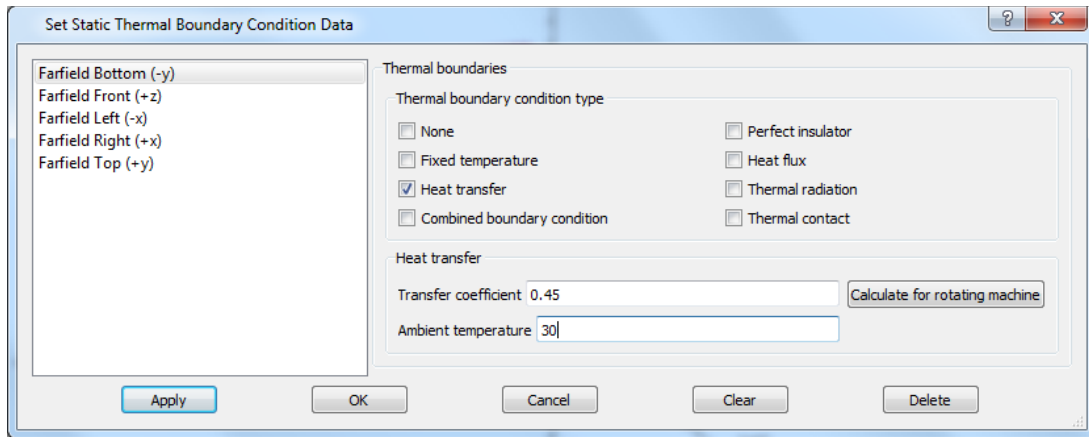 Set Static Thermal Boundary Condition Data
?
X
Farfield Bottom (-y)
Farfield Front (+z)
Farfield Left (-x)
Farfield Right (+x)
Farfield Top (+y)
Thermal boundaries
Thermal boundary condition type
None
Perfect insulator
Fixed temperature
Heat flux
Heat transfer
Thermal radiation
Combined boundary condition
Thermal contact
Heat transfer
Transfer coefficient 0.45
Calculate for rotating machine
Ambient temperature 30
Apply
OK
Cancel
Clear
Delete